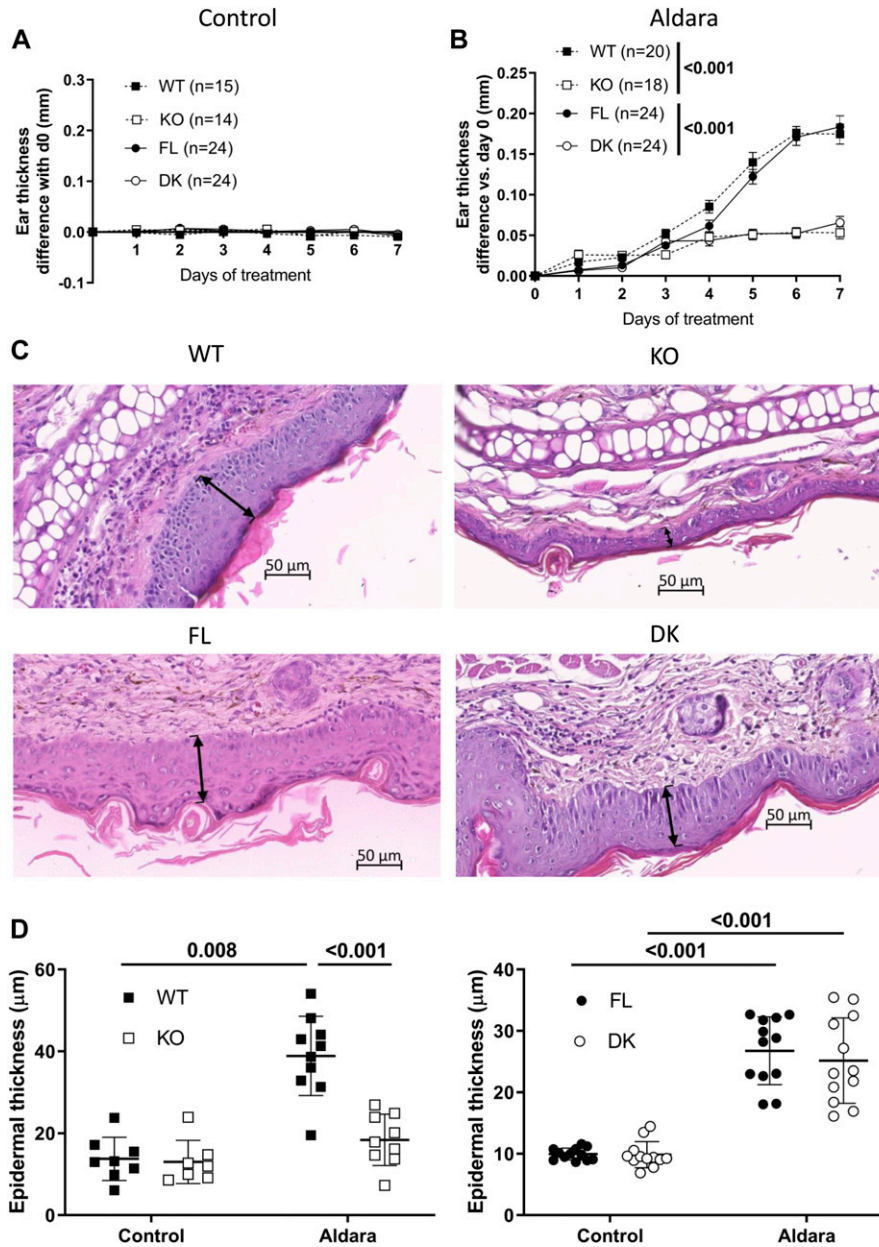 Control
A
0.3
0.2
0.1
0.0
-0.1
Ear thickness
difference with d0 (mm)
WT (n=15)
KO (n=14)
FL (n=24)
DK (n=24)
1 2 3 4 5 6 7
Days of treatment
Aldara
B
WT (n=20)
KO (n=18)
<0.001
FL (n=24)
DK (n=24)
<0.001
0.25
0.20
0.15
0.10
0.05
0.00
Ear thickness
difference vs. day 0 (mm)
0 1 2 3 4 5 6 7
Days of treatment
C
WT
50 µm
KO
50 µm
FL
50 µm
DK
50 µm
D
0.008
<0.001
60
40
20
0
Epidermal thickness (µm)
WT
KO
Control Aldara
<0.001
<0.001
40
30
20
10
0
Epidermal thickness (µm)
FL
DK
Control Aldara